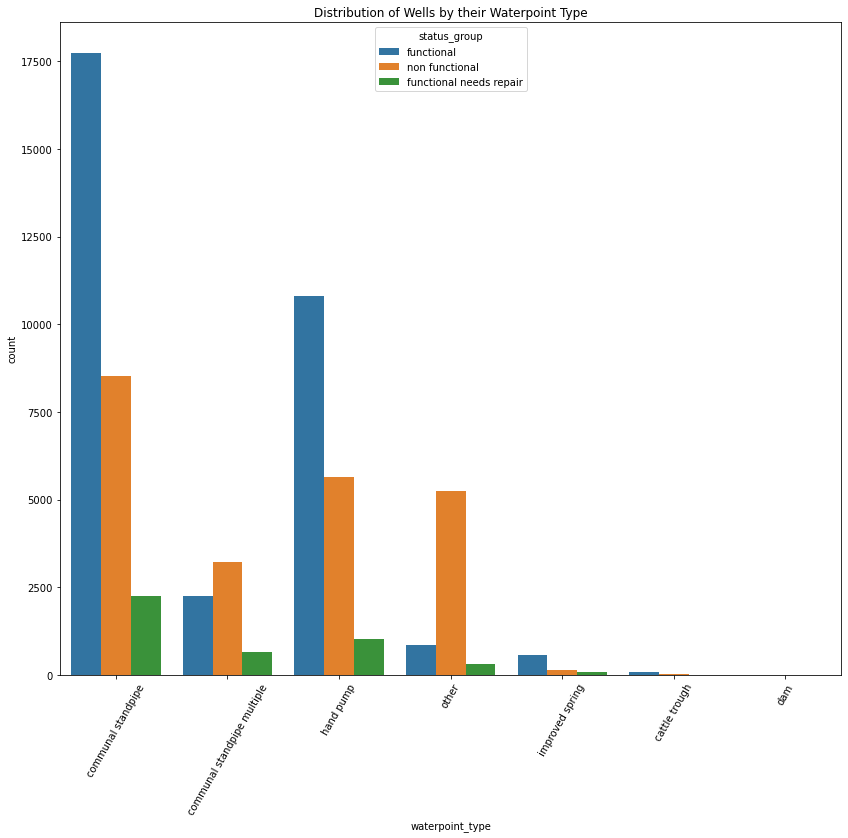 Distribution of Wells by their Waterpoint Type
status_group
functional
non functional
functional needs repair
17500
15000
12500
10000
7500
5000
2500
0
count
communal standpipe
communal standpipe multiple
hand pump
other
improved spring
cattle trough
dam
waterpoint_type